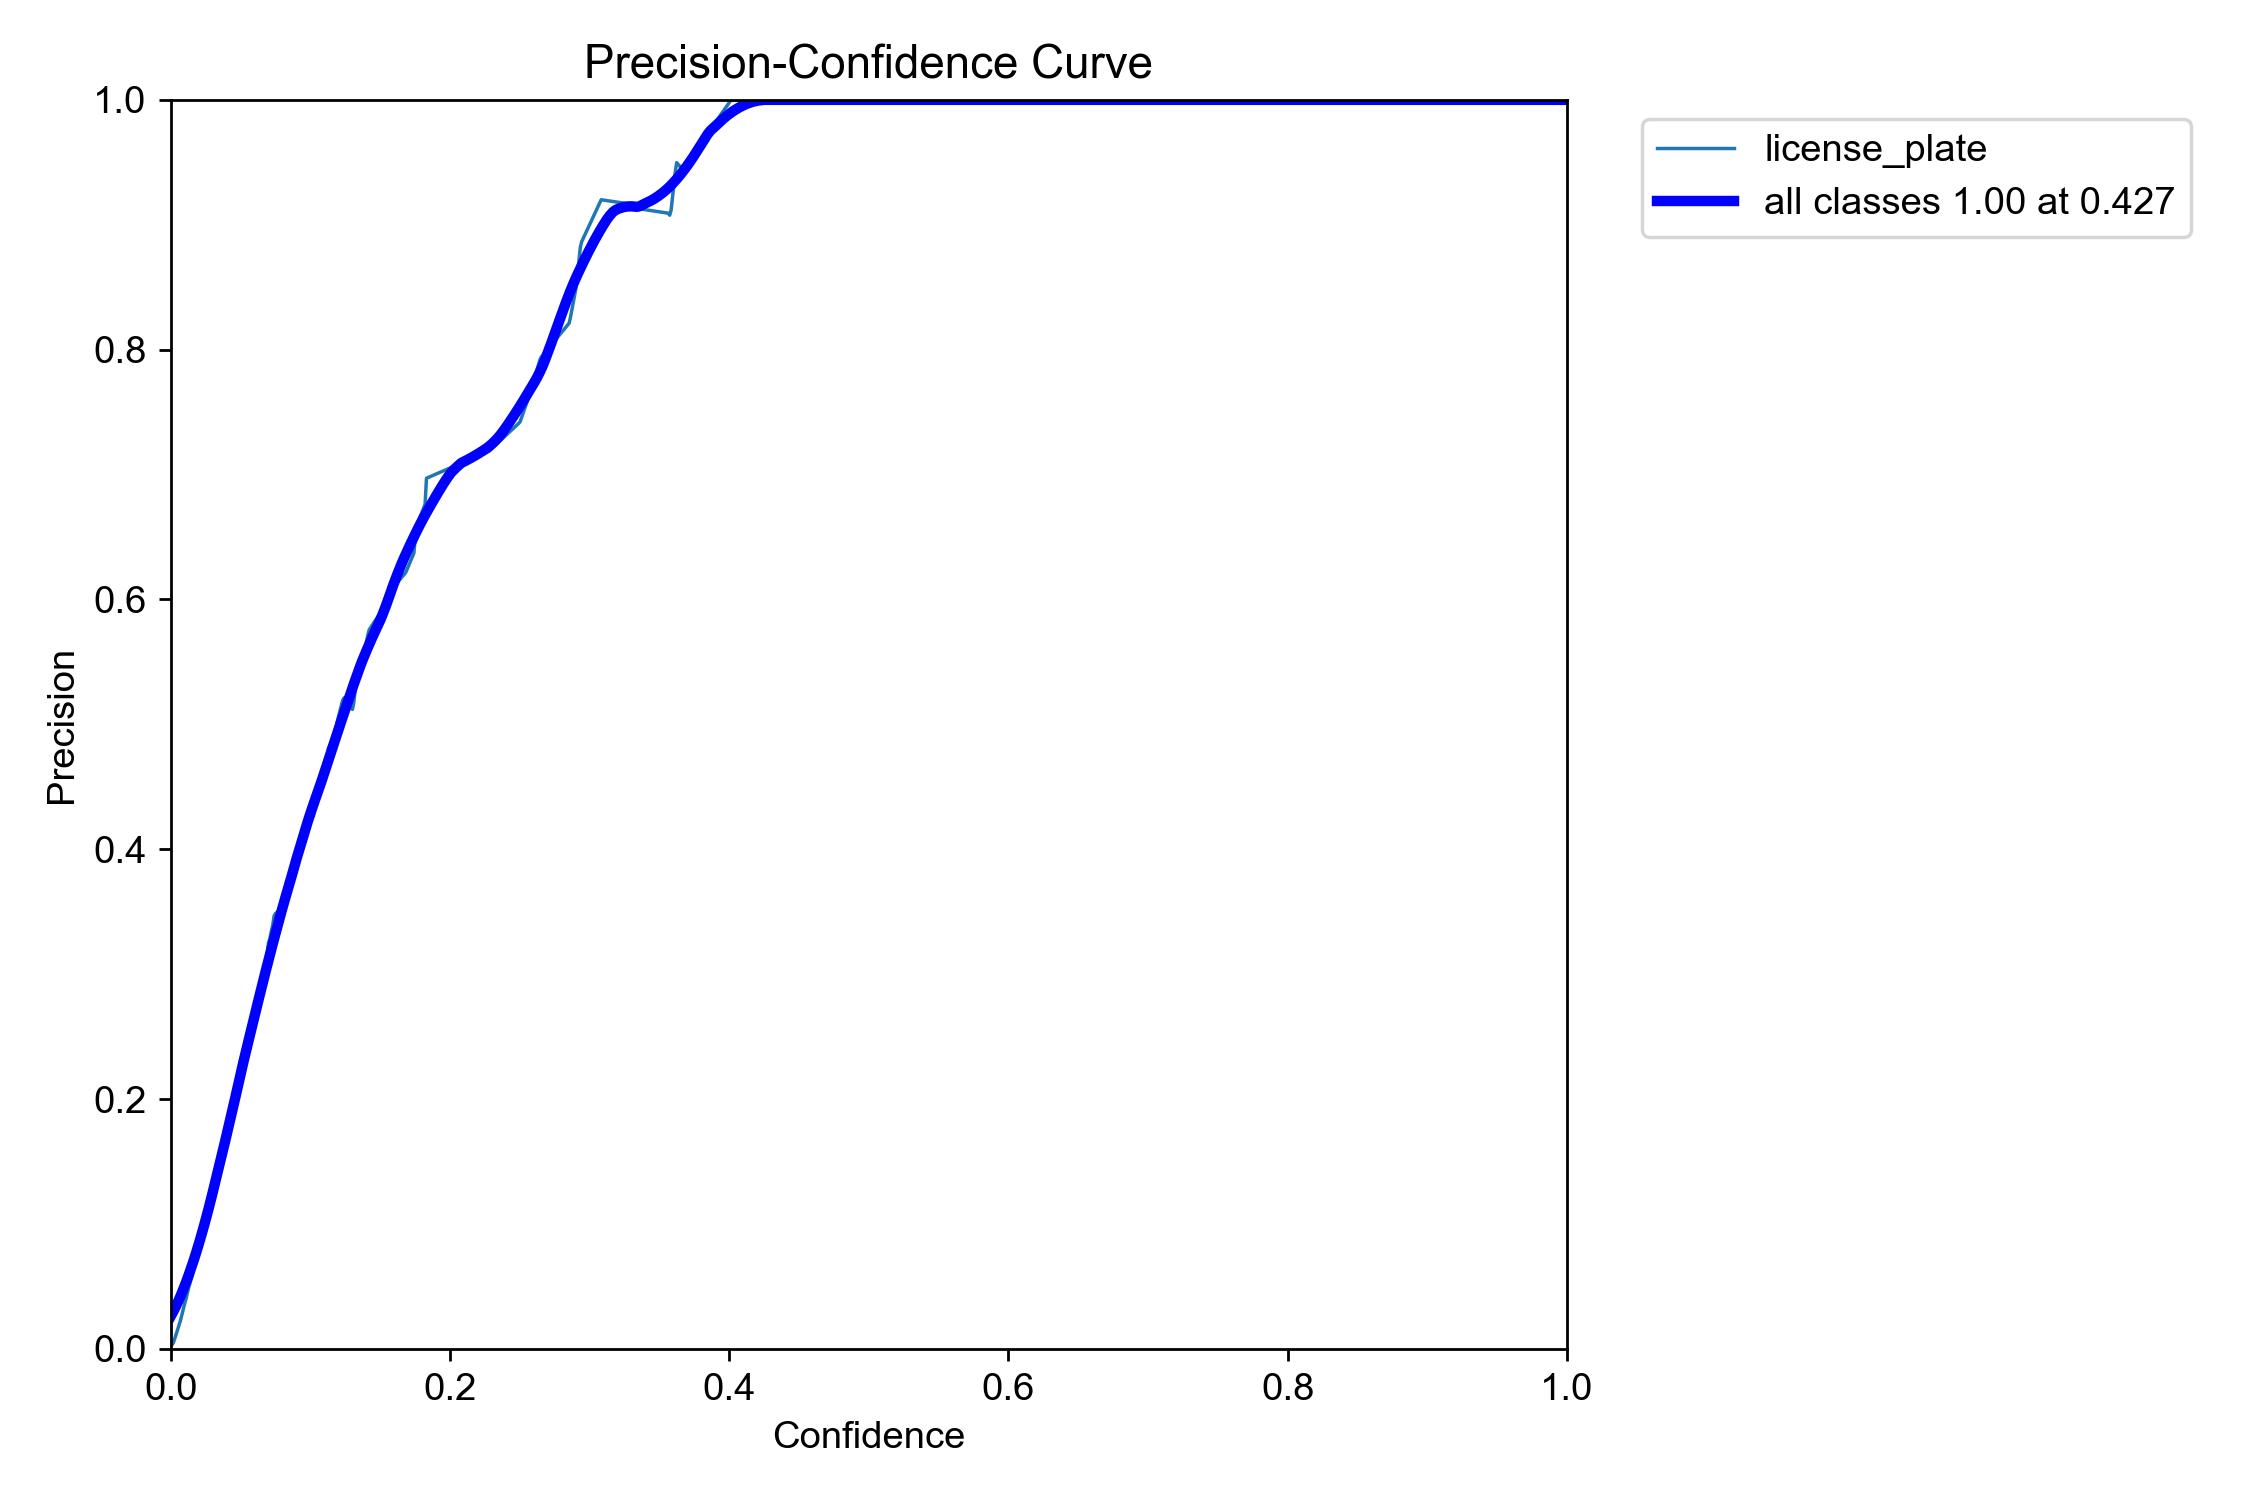 Precision-Confidence Curve
1.0
0.8
0.6
0.4
0.2
0.0
Precision
0.0 0.2 0.4 0.6 0.8 1.0
Confidence
license_plate
all classes 1.00 at 0.427